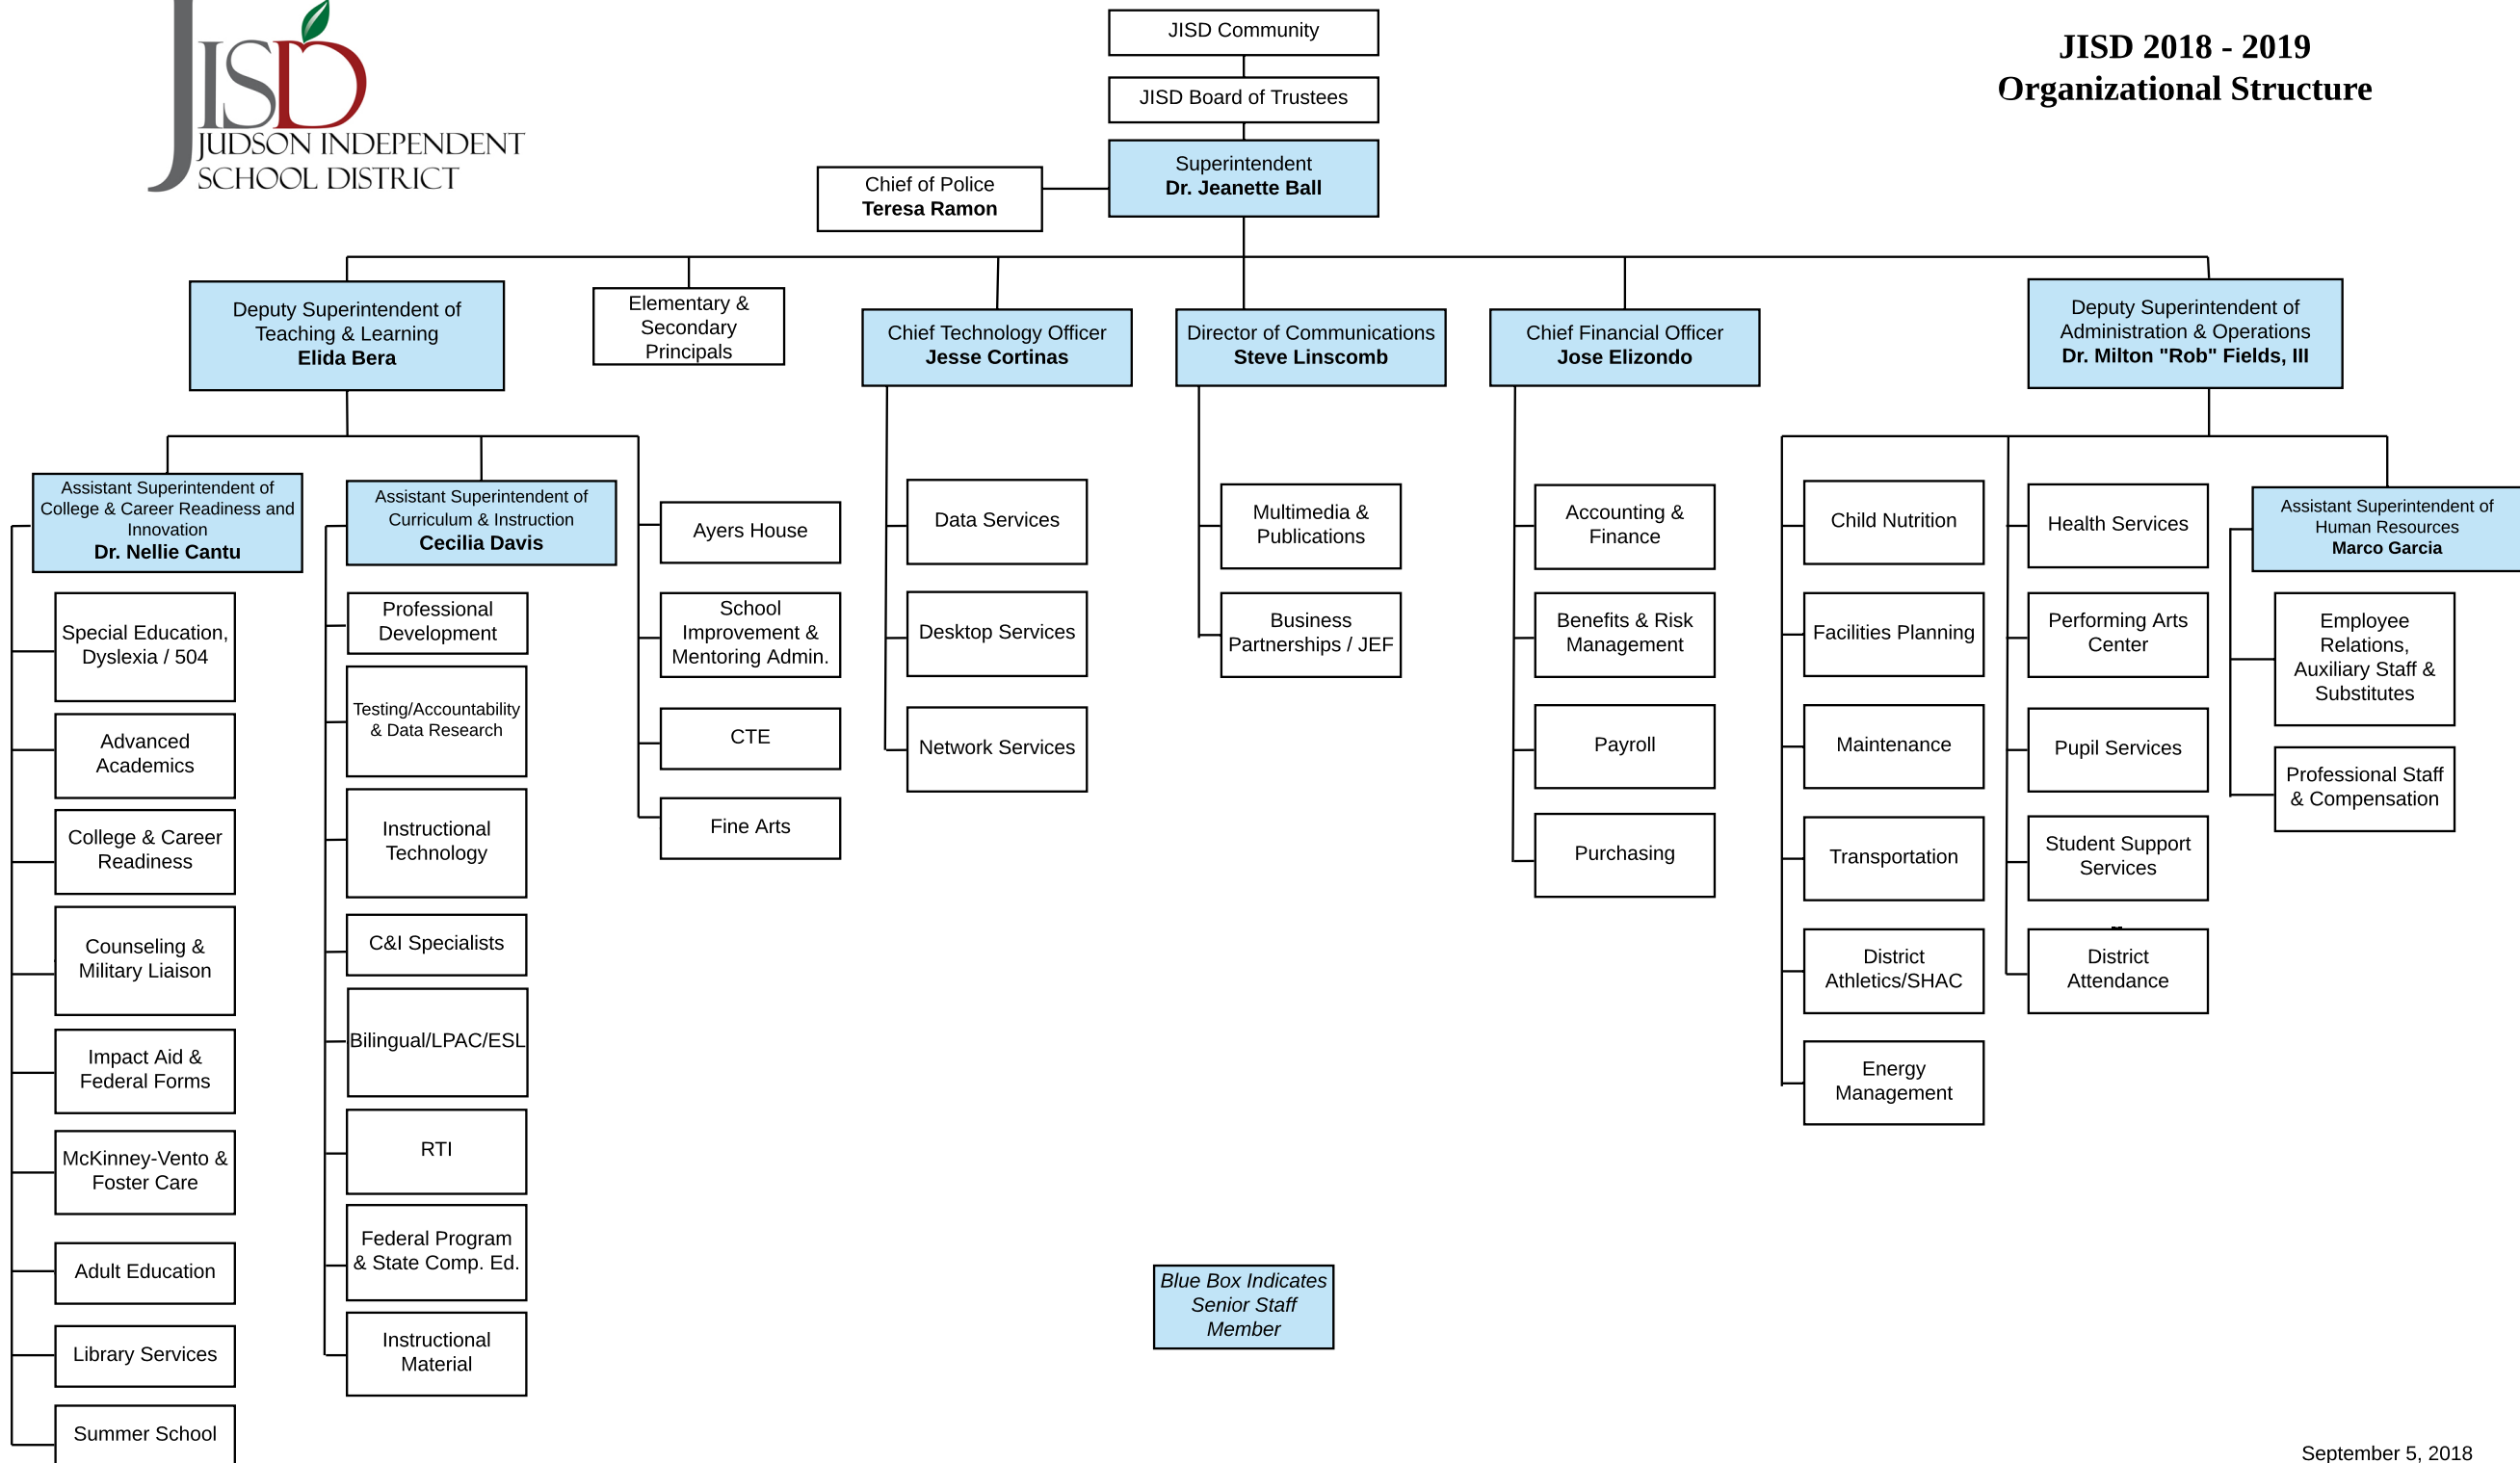 JISD
JUDSON INDEPENDENT
SCHOOL DISTRICT
JISD 2018 - 2019
Organizational Structure
JISD Community
JISD Board of Trustees
Superintendent
Dr. Jeanette Ball
Chief of Police
Teresa Ramon
Deputy Superintendent of
Teaching & Learning
Elida Bera
Elementary &
Secondary
Principals
Chief Technology Officer
Jesse Cortinas
Director of Communications
Steve Linscomb
Chief Financial Officer
Jose Elizondo
Deputy Superintendent of
Administration & Operations
Dr. Milton "Rob" Fields, III
Assistant Superintendent of
College & Career Readiness and
Innovation
Dr. Nellie Cantu
Special Education,
Dyslexia / 504
Advanced
Academics
College & Career
Readiness
Counseling &
Military Liaison
Impact Aid &
Federal Forms
McKinney-Vento &
Foster Care
Adult Education
Library Services
Summer School
Assistant Superintendent of
Curriculum & Instruction
Cecilia Davis
Professional
Development
Testing/Accountability
& Data Research
Instructional
Technology
C&I Specialists
Bilingual/LPAC/ESL
RTI
Federal Program
& State Comp. Ed.
Instructional
Material
Ayers House
School
Improvement &
Mentoring Admin.
CTE
Fine Arts
Data Services
Desktop Services
Network Services
Multimedia &
Publications
Business
Partnerships / JEF
Accounting &
Finance
Benefits & Risk
Management
Payroll
Purchasing
Child Nutrition
Facilities Planning
Maintenance
Transportation
District
Athletics/SHAC
Energy
Management
Health Services
Performing Arts
Center
Pupil Services
Student Support
Services
District
Attendance
Assistant Superintendent of
Human Resources
Marco Garcia
Employee
Relations,
Auxiliary Staff &
Substitutes
Professional Staff
& Compensation
Blue Box Indicates
Senior Staff
Member
September 5, 2018